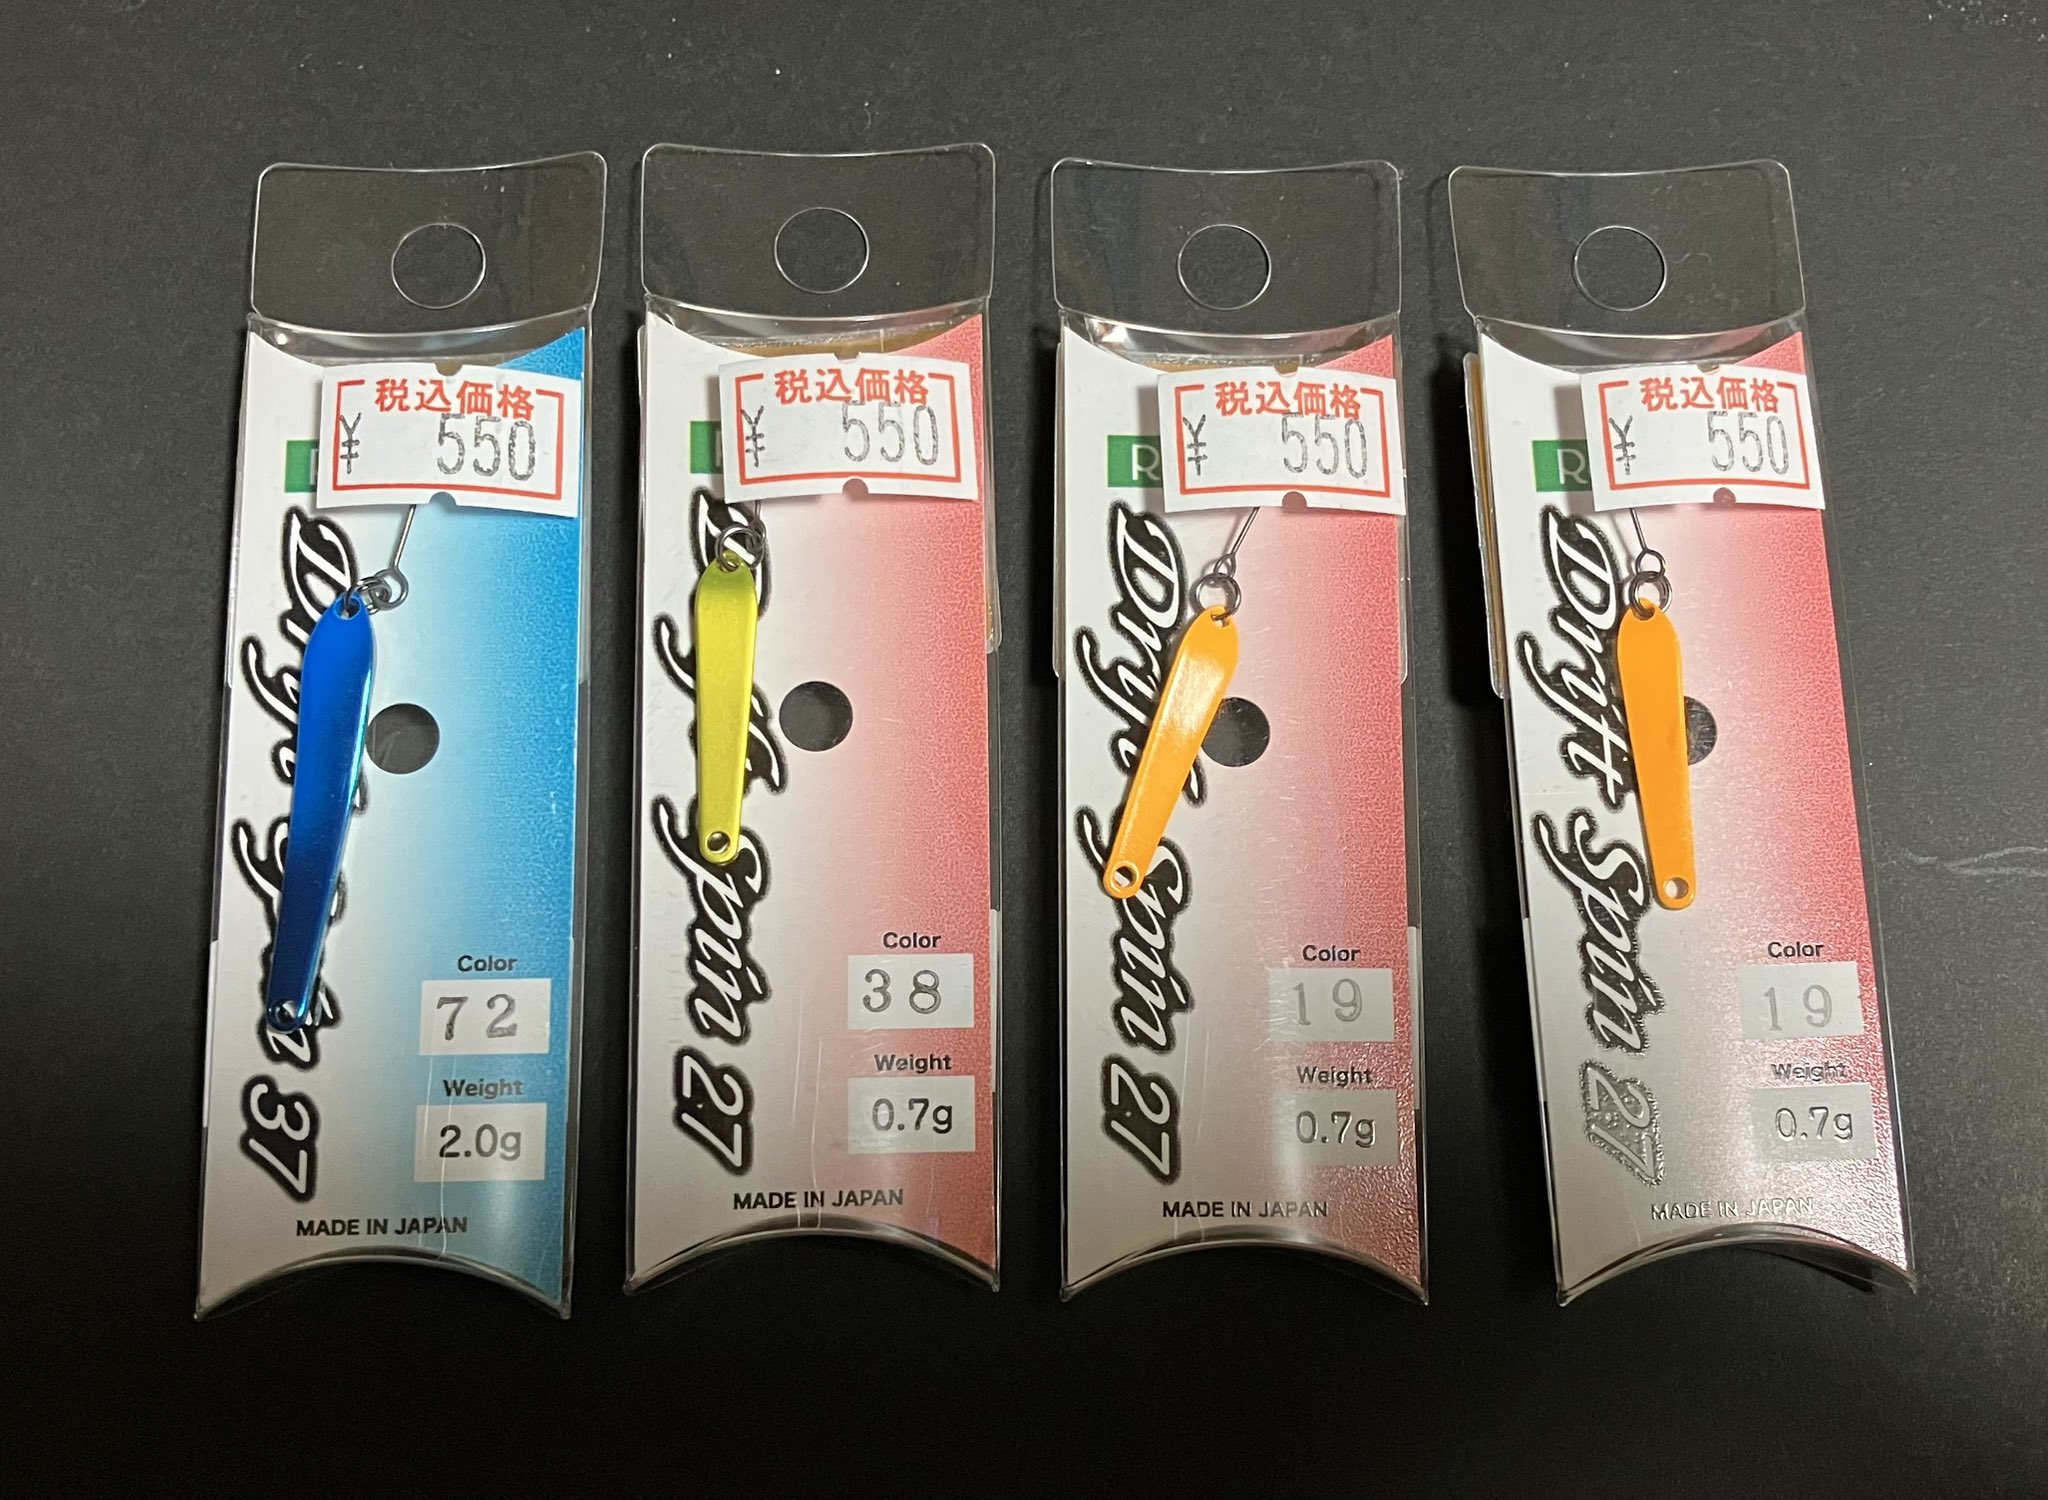 税込価格
¥ 550
Color
72
Weight
2.0g
37
MADE IN JAPAN
税込価格
¥ 550
Spin 27
Color
38
Weight
0.7g
MADE IN JAPAN
税込価格
¥ 550
R
Drift Spin 27
Color
19
Weight
0.7g
MADE IN JAPAN
税込価格
¥ 550
R
Drift Spin 27
Color
19
Weight
0.7g
MADE IN JAPAN